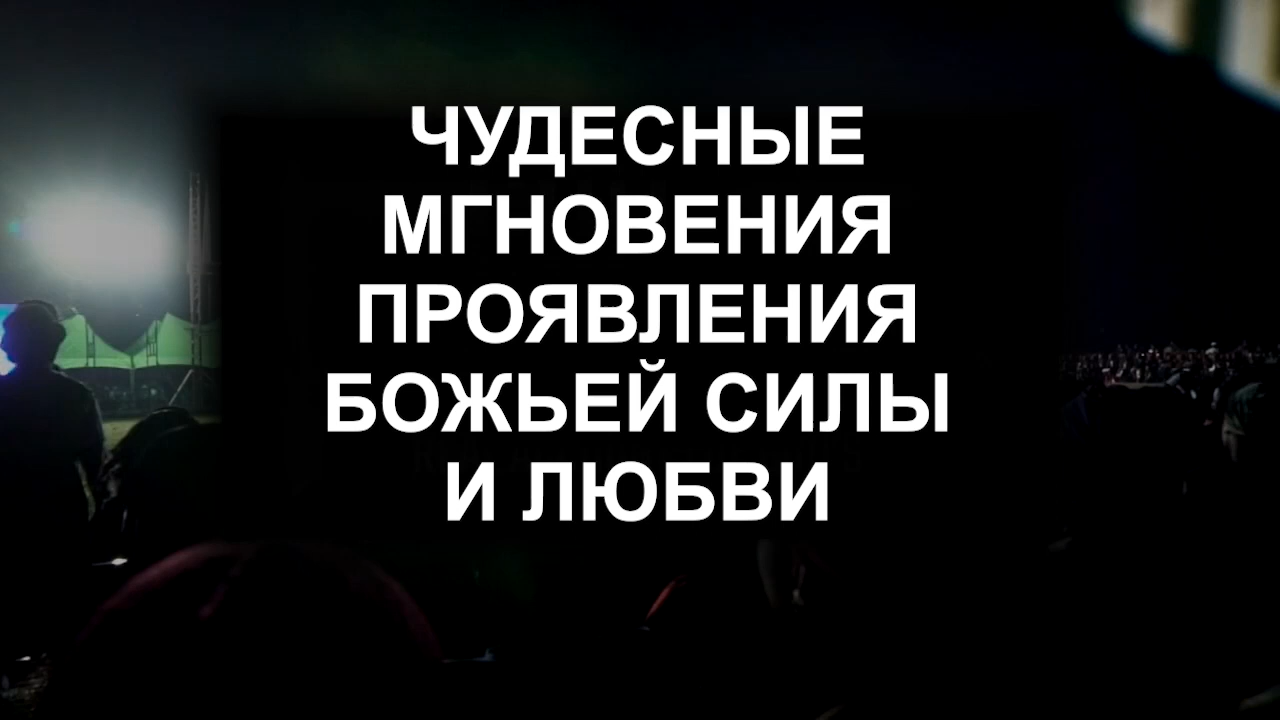 ЧУДЕСНЫЕ
МГНОВЕНИЯ
ПРОЯВЛЕНИЯ
БОЖЬЕЙ СИЛЫ
И ЛЮБВИ